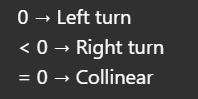 0 → Left turn
< 0 → Right turn
= 0 → Collinear